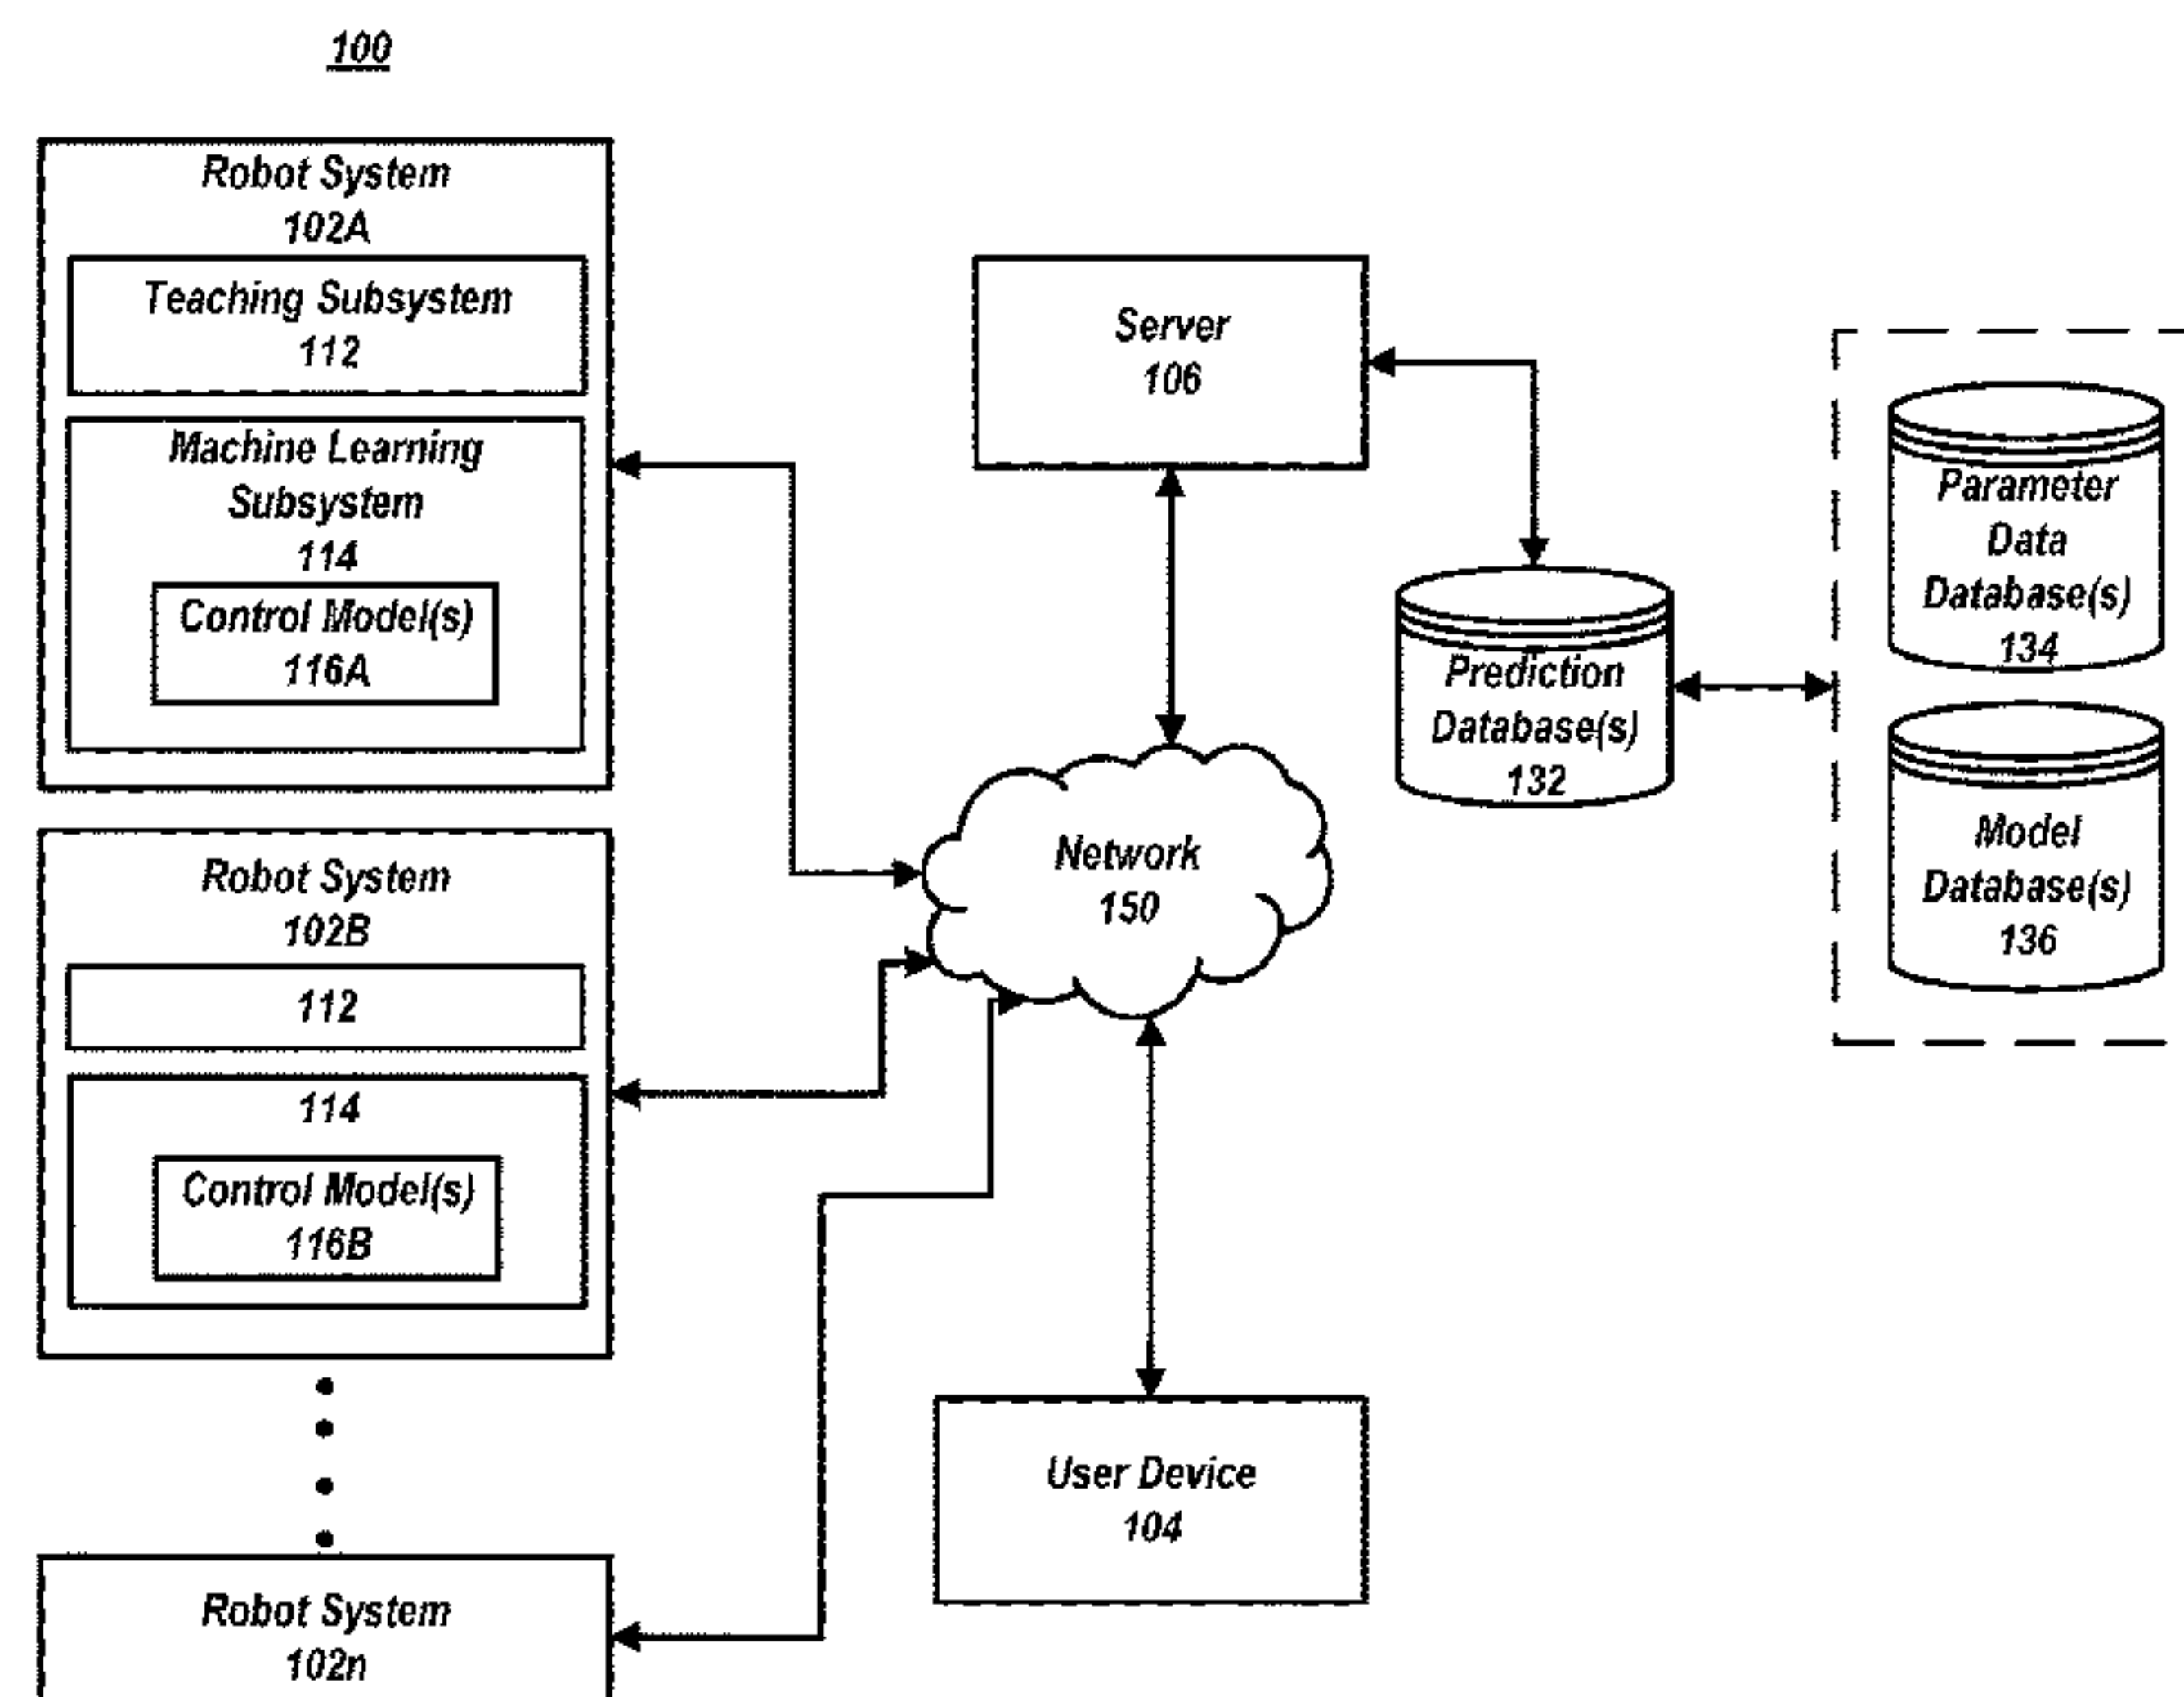 100
Robot System
102A
Teaching Subsystem
112
Machine Learning
Subsystem
114
Control Model(s)
116A
Robot System
102B
112
114
Control Model(s)
116B
Robot System
102n
Server
106
Network
150
User Device
104
Prediction
Database(s)
132
Parameter
Data
Database(s)
134
Model
Database(s)
136